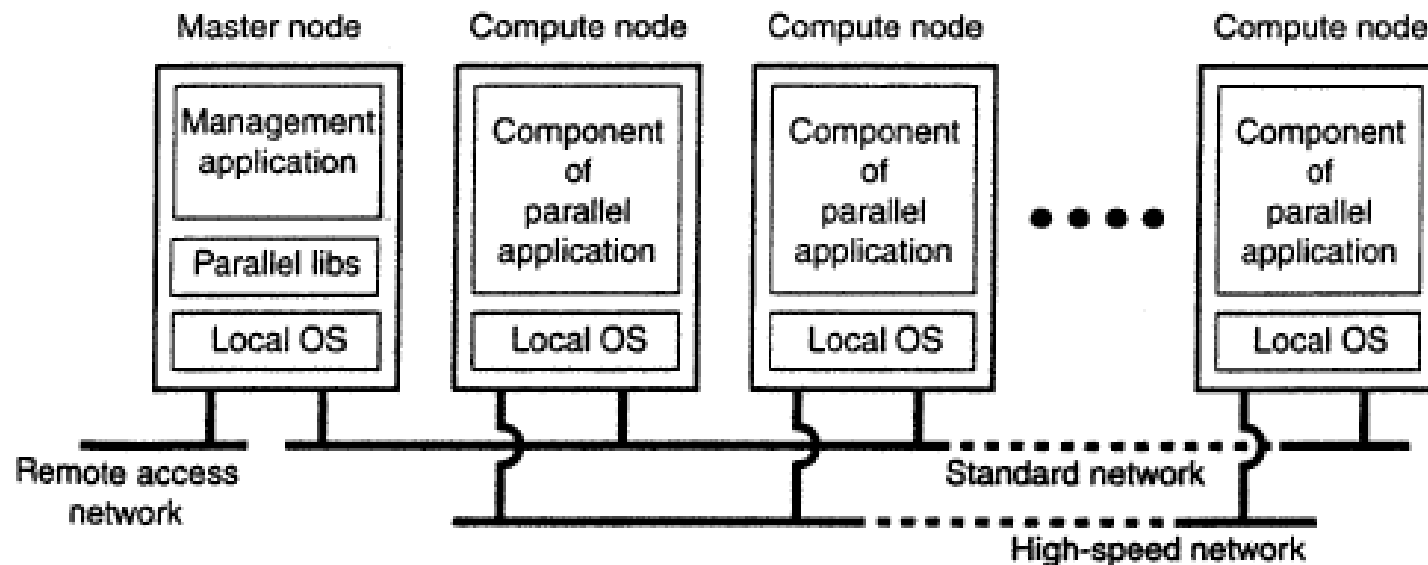 Master node
Compute node
Compute node
Compute node
Management
application
Parallel libs
Local OS
Component
of
parallel
application
Local OS
Component
of
parallel
application
Local OS
Component
of
parallel
application
Local OS
Remote access
network
Standard network
High-speed network